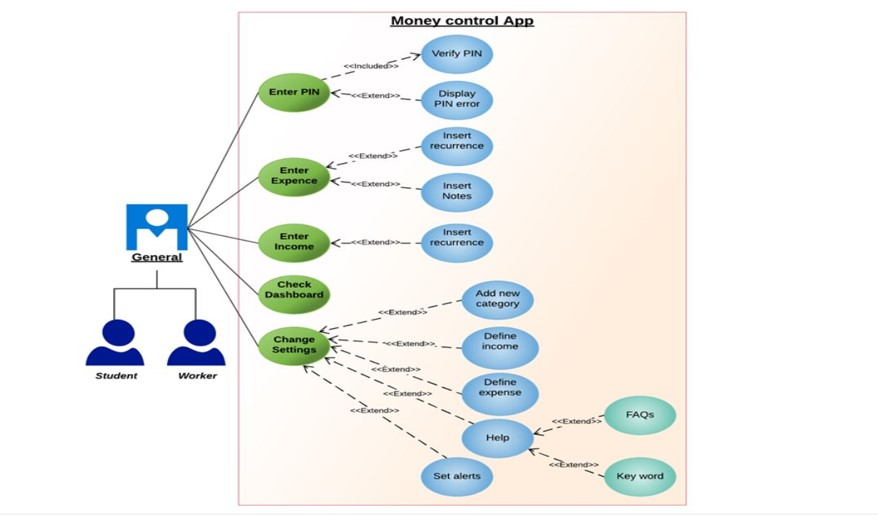 Money control App
Verify PIN
<<Included>>
Enter PIN
<<Extend>>
Display
PIN error
Insert
recurrence
<<Extend>>
Enter
Expence
<<Extend>>
Insert
Notes
Enter
Income
<<Extend>>
Insert
recurrence
General
Check
Dashboard
Add new
category
<<Extend>>
Change
Settings
<<Extend>>
Define
income
<<Extend>>
Define
expense
<<Extend>>
Student
Worker
<<Extend>>
Help
<<Extend>>
FAQs
<<Extend>>
Key word
Set alerts